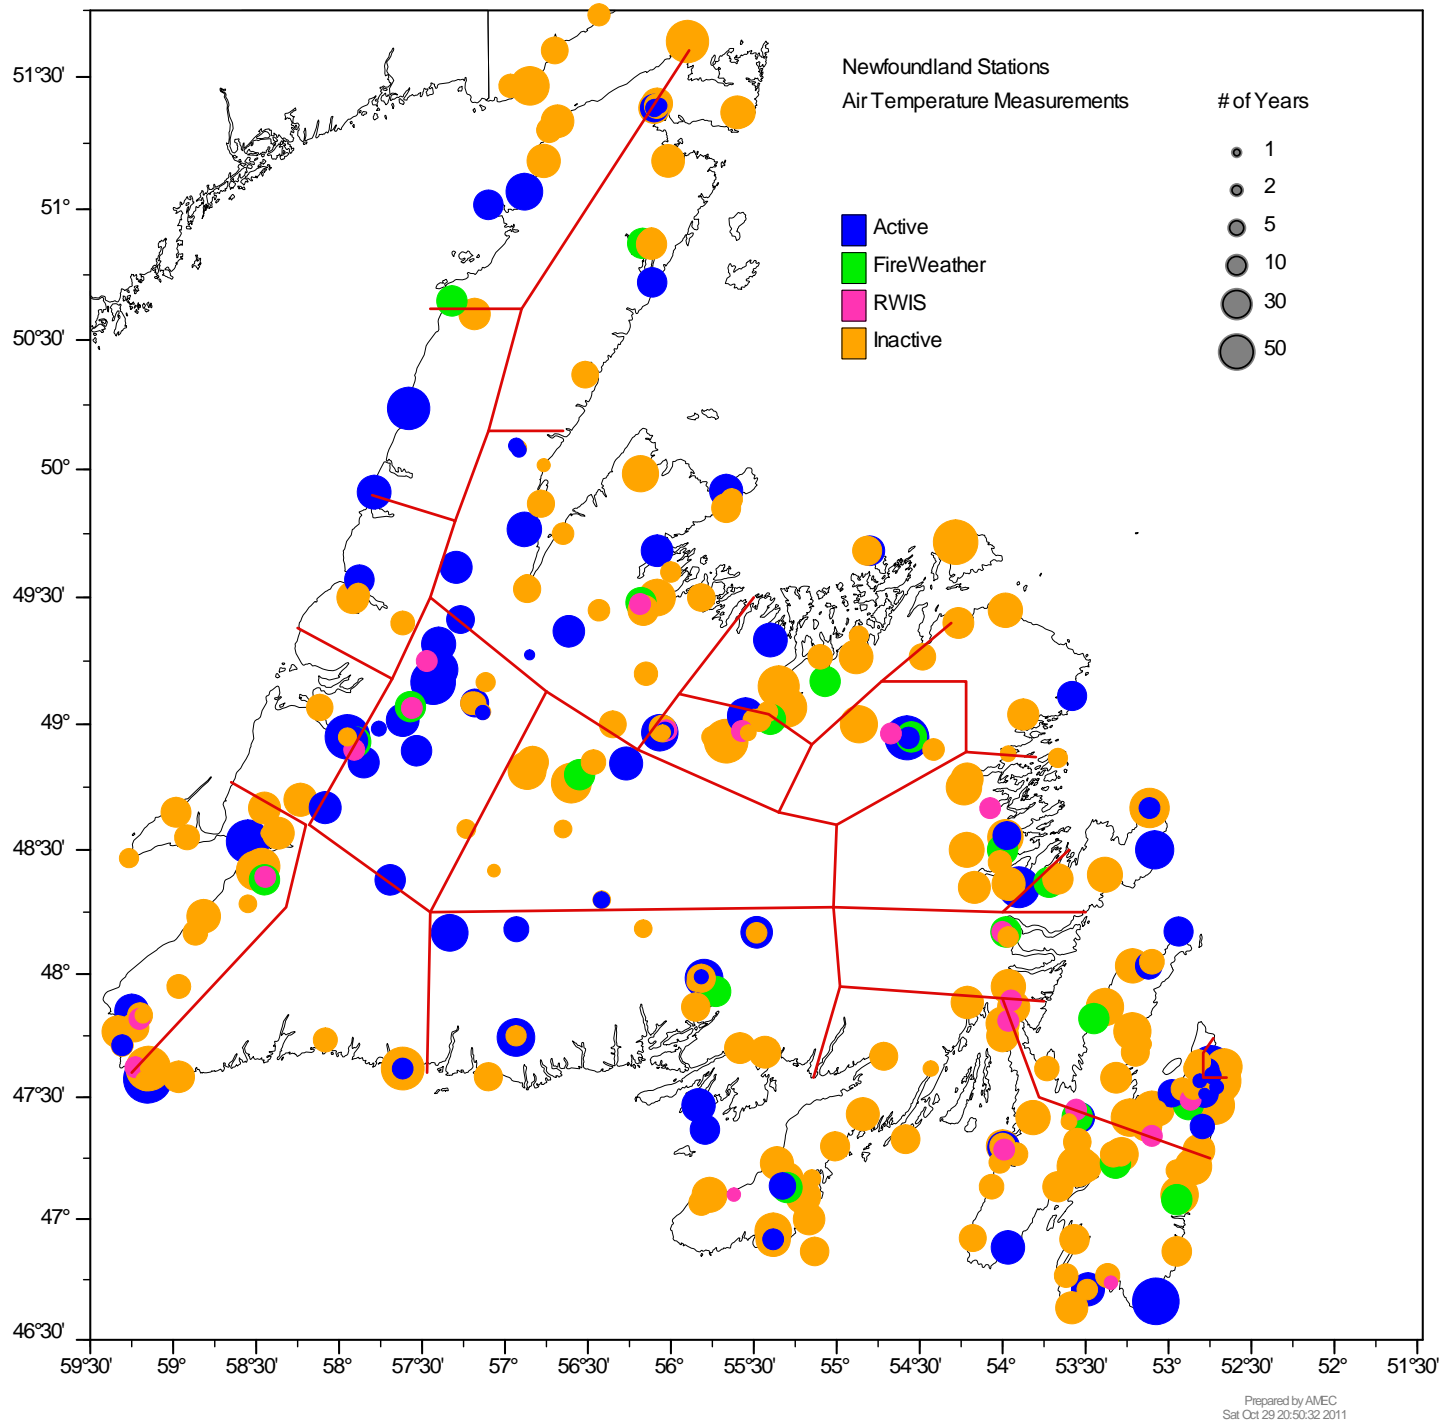 Newfoundland Stations
Air Temperature Measurements
# of Years
1
2
5
10
30
50
Active
FireWeather
RWIS
Inactive
51°30'
51°
50°30'
50°
49°30'
49°
48°30'
48°
47°30'
47°
46°30'
59°30' 59° 58°30' 58° 57°30' 57° 56°30' 56° 55°30' 55° 54°30' 54° 53°30' 53° 52°30' 52° 51°30'
Prepared by AMEC
Sat Oct 29 20:50:32 2011